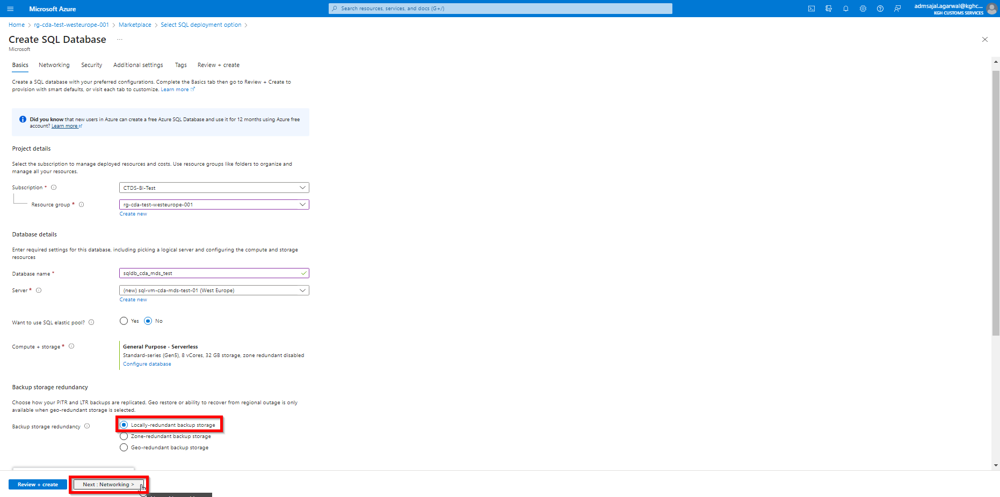 Microsoft Azure
Search resources, services, and docs (G+/)
admsajal.agarwal@kghc...
KGH CUSTOMS SERVICES
Home > rg-cda-test-westeurope-001 > Marketplace > Select SQL deployment option >
Create SQL Database ...
Microsoft
Basics Networking Security Additional settings Tags Review + create
Create a SQL database with your preferred configurations. Complete the Basics tab then go to Review + Create to
provision with smart defaults, or visit each tab to customize. Learn more
Did you know that new users in Azure can create a free Azure SQL Database and use it for 12 months using Azure free
account? Learn more
Project details
Select the subscription to manage deployed resources and costs. Use resource groups like folders to organize and
manage all your resources.
Subscription * CTDS-BI-Test
Resource group * rg-cda-test-westeurope-001
Create new
Database details
Enter required settings for this database, including picking a logical server and configuring the compute and storage
resources
Database name * sqldb_cda_mds_test
Server * (new) sql-vm-cda-mds-test-01 (West Europe)
Create new
Want to use SQL elastic pool? Yes No
Compute + storage * General Purpose - Serverless
Standard-series (Gen5), 8 vCores, 32 GB storage, zone redundant disabled
Configure database
Backup storage redundancy
Choose how your PITR and LTR backups are replicated. Geo restore or ability to recover from regional outage is only
available when geo-redundant storage is selected.
Backup storage redundancy Locally-redundant backup storage
Zone-redundant backup storage
Geo-redundant backup storage
Review + create Next : Networking >